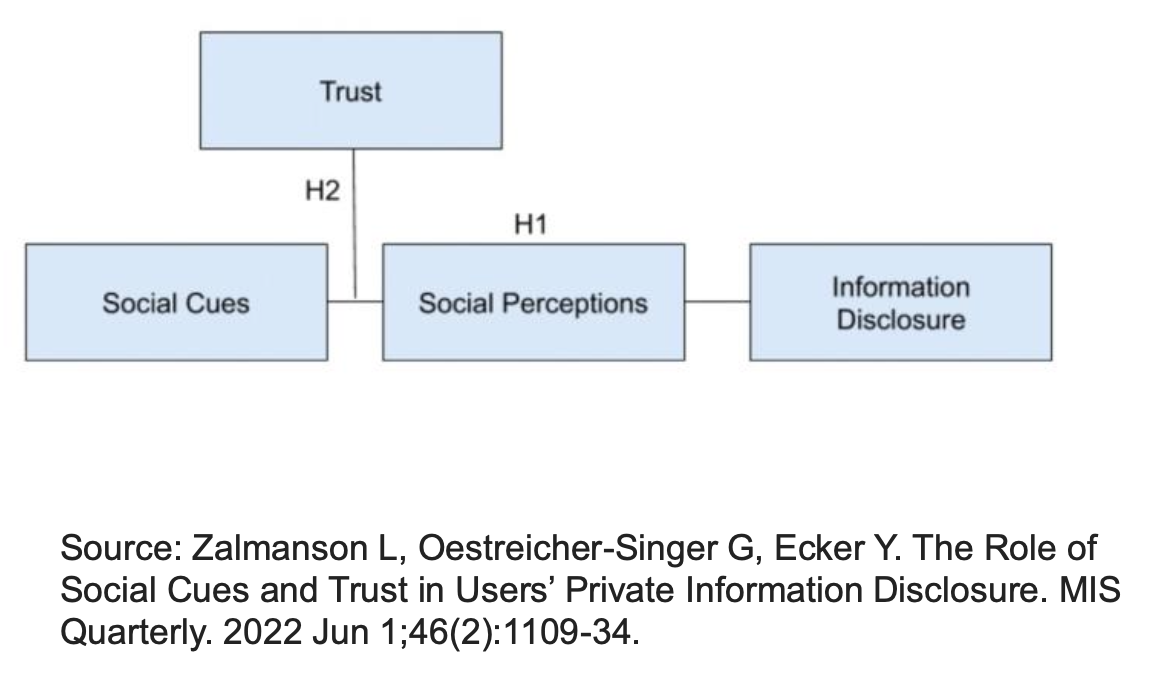 Trust
H2
H1
Social Cues
Social Perceptions
Information
Disclosure
Source: Zalmanson L, Oestreicher-Singer G, Ecker Y. The Role of
Social Cues and Trust in Users’ Private Information Disclosure. MIS
Quarterly. 2022 Jun 1;46(2):1109-34.